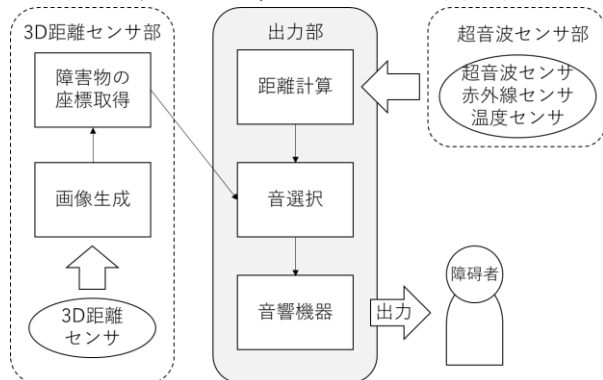 3D距離センサ部
障害物の
座標取得
画像生成
3D距離
センサ
出力部
距離計算
音選択
音響機器
超音波センサ部
超音波センサ
赤外線センサ
温度センサ
出力
障碍者